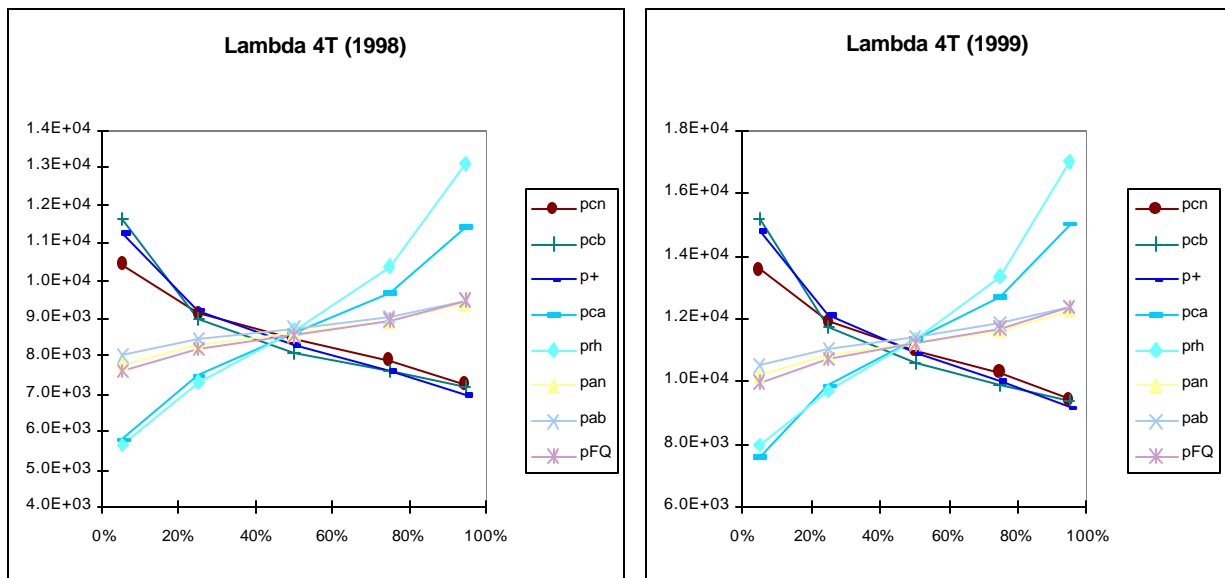 Lambda 4T (1998)
1.4E+04
1.3E+04
1.2E+04
1.1E+04
1.0E+04
9.0E+03
8.0E+03
7.0E+03
6.0E+03
5.0E+03
4.0E+03
0%
20%
40%
60%
80%
100%
pcn
pcb
p+
pca
prh
pan
pab
pFQ
Lambda 4T (1999)
1.8E+04
1.6E+04
1.4E+04
1.2E+04
1.0E+04
8.0E+03
6.0E+03
0%
20%
40%
60%
80%
100%
pcn
pcb
p+
pca
prh
pan
pab
pFQ